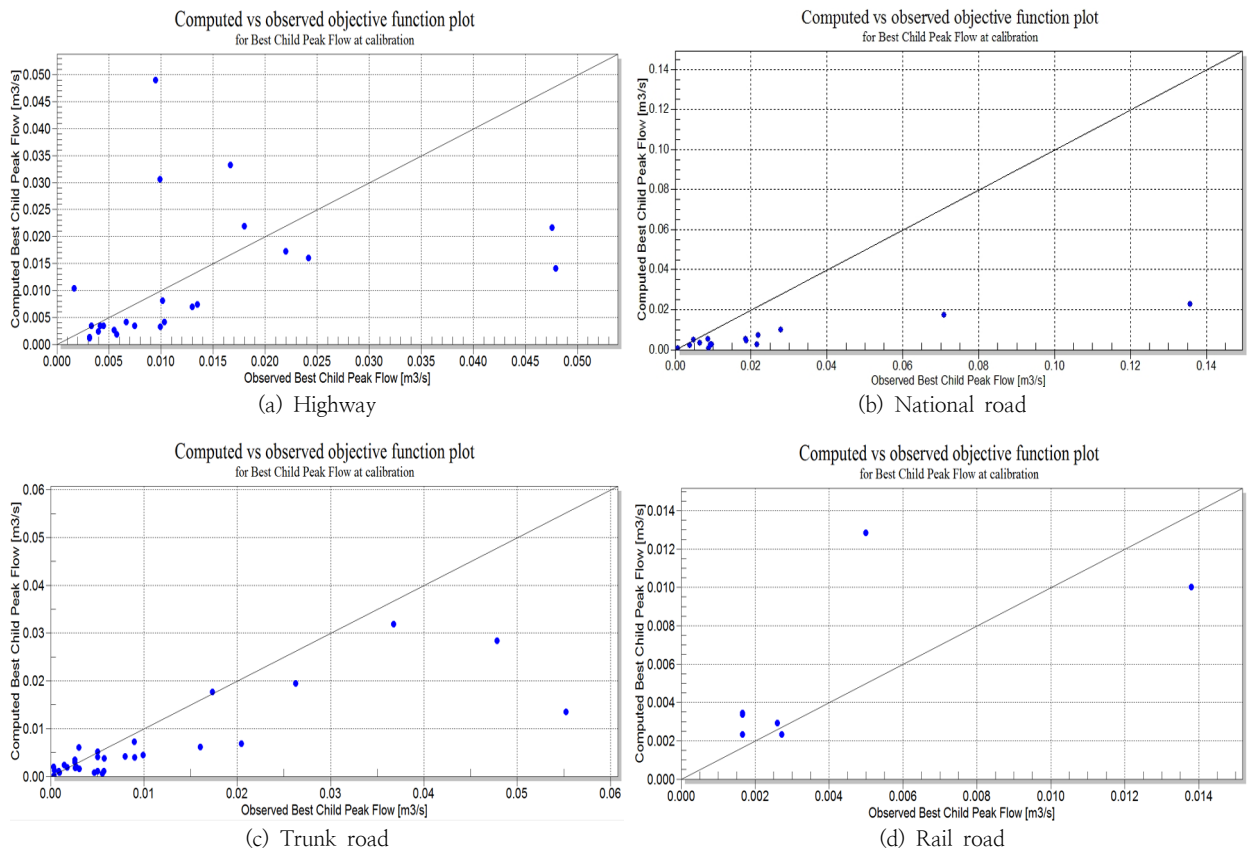 Computed vs observed objective function plot
for Best Child Peak Flow at calibration
Computed Best Child Peak Flow [m3/s]
0.050
0.045
0.040
0.035
0.030
0.025
0.020
0.015
0.010
0.005
0.000
0.000 0.005 0.010 0.015 0.020 0.025 0.030 0.035 0.040 0.045 0.050
Observed Best Child Peak Flow [m3/s]
(a) Highway
Computed vs observed objective function plot
for Best Child Peak Flow at calibration
Computed Best Child Peak Flow [m3/s]
0.14
0.12
0.10
0.08
0.06
0.04
0.02
0.00
0.00 0.02 0.04 0.06 0.08 0.10 0.12 0.14
Observed Best Child Peak Flow [m3/s]
(b) National road
Computed vs observed objective function plot
for Best Child Peak Flow at calibration
Computed Best Child Peak Flow [m3/s]
0.06
0.05
0.04
0.03
0.02
0.01
0.00
0.00 0.01 0.02 0.03 0.04 0.05 0.06
Observed Best Child Peak Flow [m3/s]
(c) Trunk road
Computed vs observed objective function plot
for Best Child Peak Flow at calibration
Computed Best Child Peak Flow [m3/s]
0.014
0.012
0.010
0.008
0.006
0.004
0.002
0.000
0.000 0.002 0.004 0.006 0.008 0.010 0.012 0.014
Observed Best Child Peak Flow [m3/s]
(d) Rail road